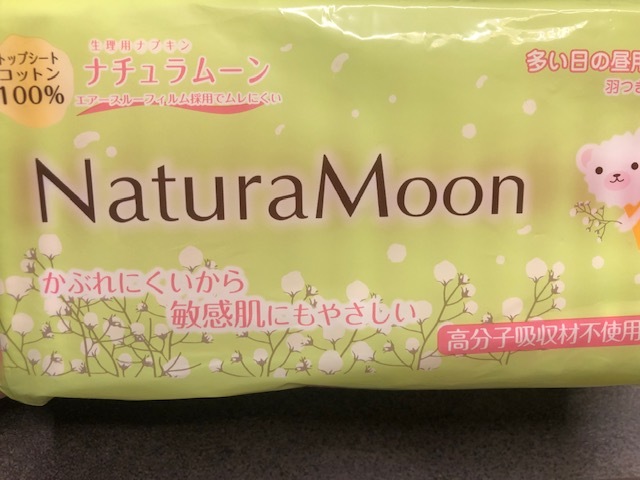 トップシート
コットン
100%
生理用ナプキン
ナチュラムーン
エアースルーフィルム採用でムレにくい
多い日の昼用
羽つき
NaturaMoon
かぶれにくいから
敏感肌にもやさしい
高分子吸収材不使用